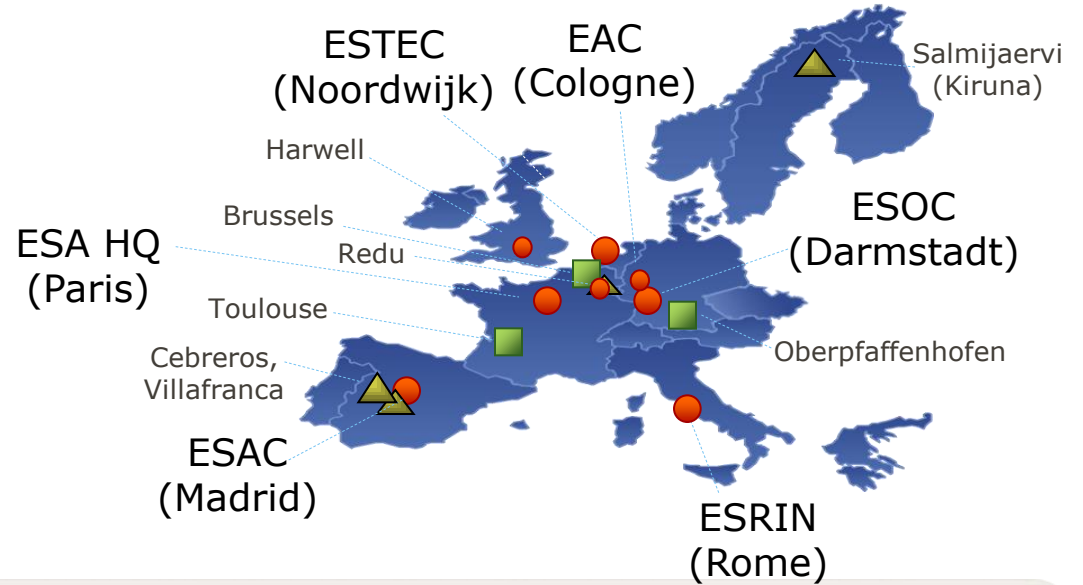 ESTEC
(Noordwijk)
EAC
(Cologne)
Salmijaervi
(Kiruna)
Harwell
Brussels
Redu
ESA HQ
(Paris)
ESOC
(Darmstadt)
Toulouse
Oberpfaffenhofen
Cebreros,
Villafranca
ESAC
(Madrid)
ESRIN
(Rome)